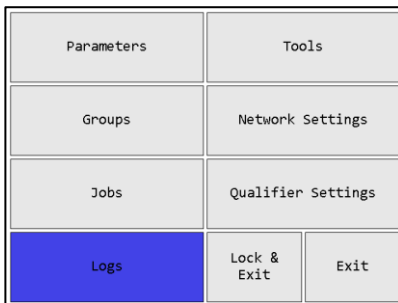 Parameters
Tools
Groups
Network Settings
Jobs
Qualifier Settings
Logs
Lock &
Exit
Exit